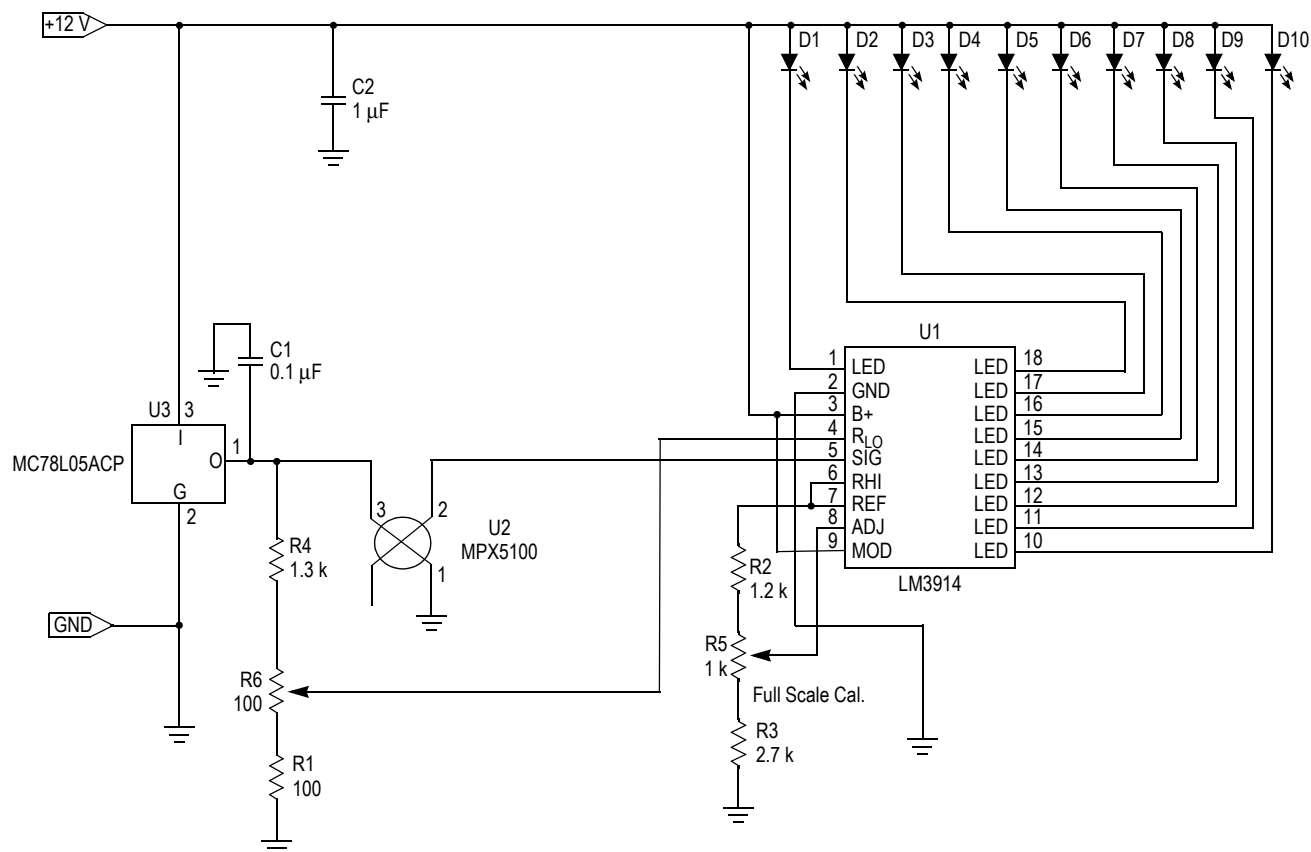 +12 V
D1
D2
D3
D4
D5
D6
D7
D8
D9
D10
C2
1 µF
C1
0.1 µF
U3
3
I
MC78L05ACP
O
1
G
2
R4
1.3 k
GND
R6
100
R1
100
3
2
1
U2
MPX5100
U1
1
LED
2
GND
3
B+
4
RLO
5
SIG
6
RHI
7
REF
8
ADJ
9
MOD
LED
18
LED
17
LED
16
LED
15
LED
14
LED
13
LED
12
LED
11
LED
10
LM3914
R2
1.2 k
R5
1 k
Full Scale Cal.
R3
2.7 k